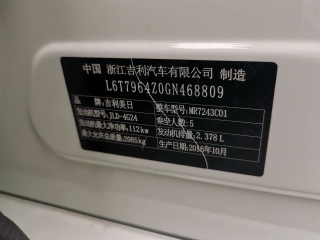 中国 浙江吉利汽车有限公司 制造
L6T7964Z0GN468809
品牌:吉利美日 整车型号:MR7243C01
发动机型号:JLD-4G24 乘坐人数:5
发动机最大净功率:112kw 发动机排量:2.378L
最大允许总质量:2065kg 生产日期:2016年10月